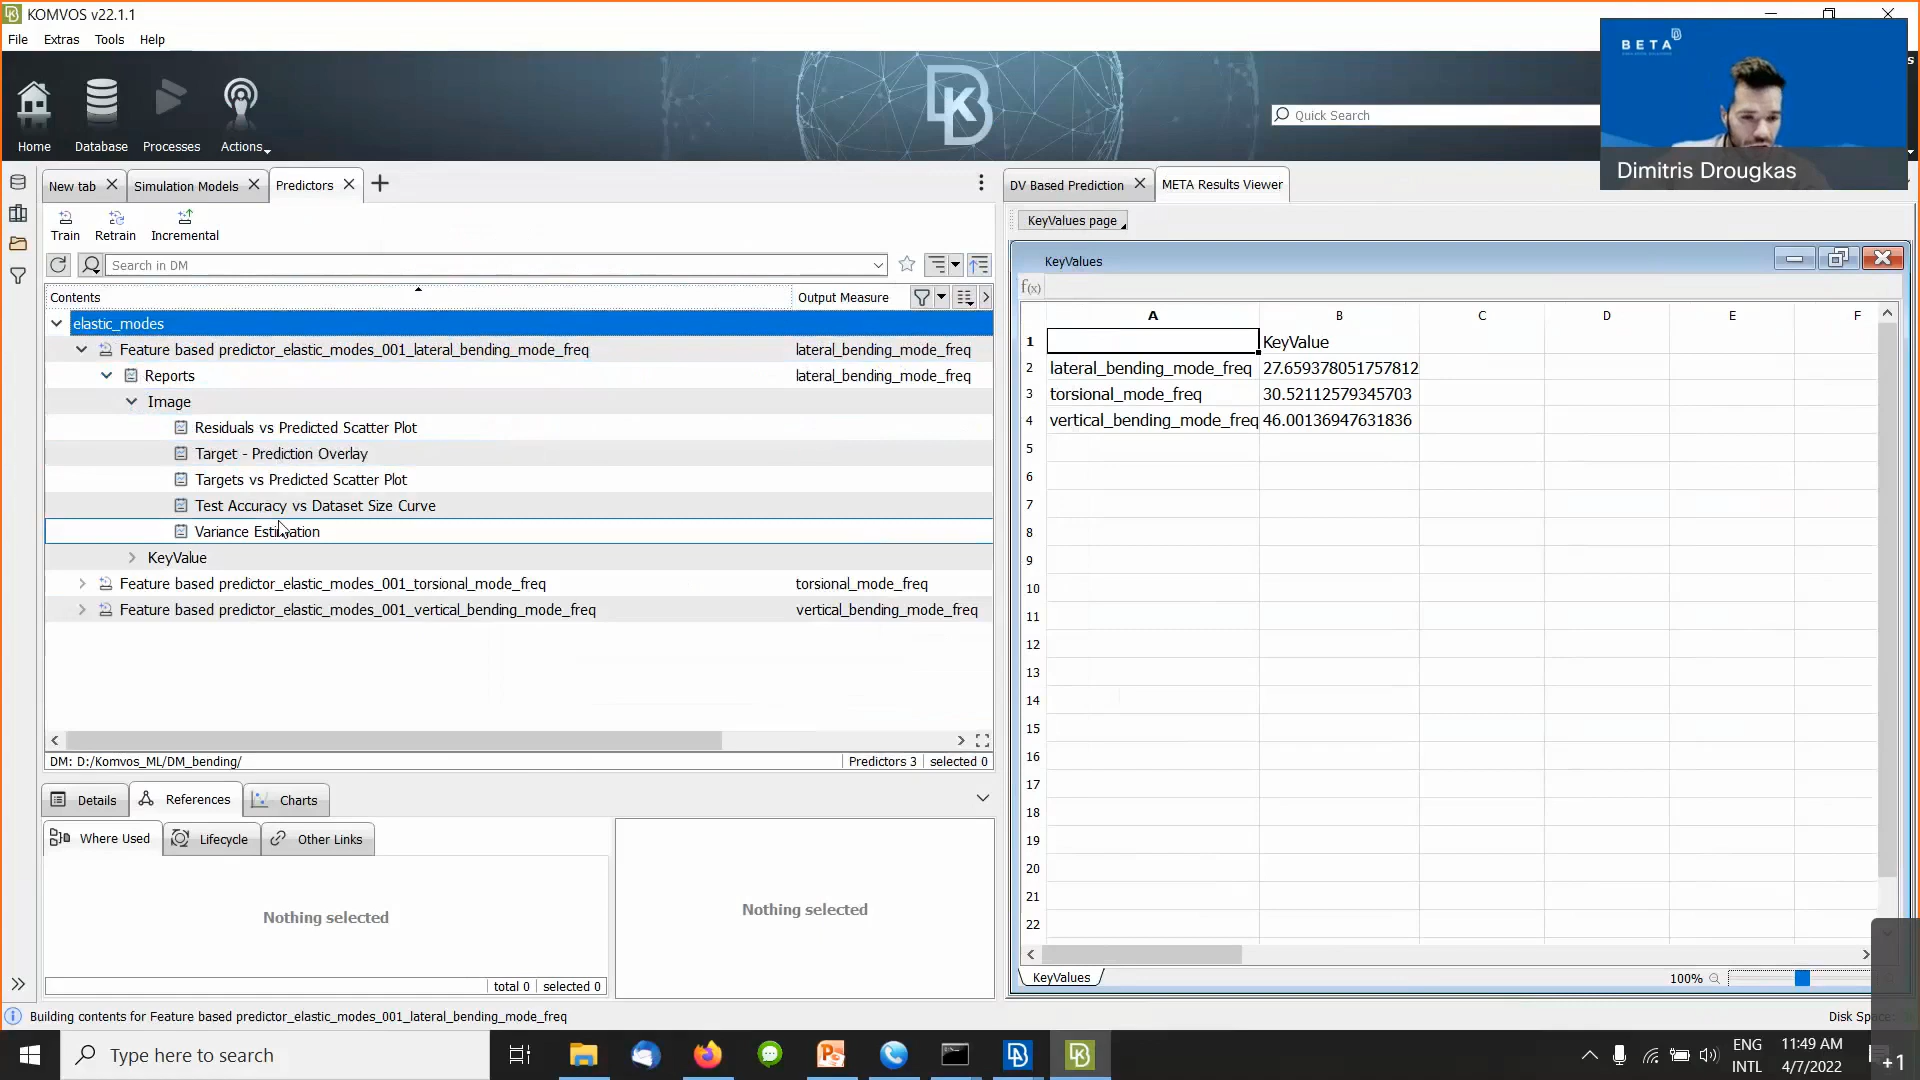 KOMVOS v22.1.1
File Extras Tools Help
Home Database Processes Actions
Quick Search
BETA
Dimitris Drougkas
New tab Simulation Models Predictors
DV Based Prediction META Results Viewer
Train Retrain Incremental
KeyValues page
Search in DM
KeyValues
f(x)
Contents Output Measure
A B C D E F
elastic_modes
1 KeyValue
Feature based predictor_elastic_modes_001_lateral_bending_mode_freq lateral_bending_mode_freq
2 lateral_bending_mode_freq 27.659378051757812
Reports lateral_bending_mode_freq
3 torsional_mode_freq 30.52112579345703
Image
4 vertical_bending_mode_freq 46.00136947631836
Residuals vs Predicted Scatter Plot
5
Target - Prediction Overlay
6
Targets vs Predicted Scatter Plot
7
Test Accuracy vs Dataset Size Curve
8
Variance Estimation
9
KeyValue
10
Feature based predictor_elastic_modes_001_torsional_mode_freq torsional_mode_freq
11
Feature based predictor_elastic_modes_001_vertical_bending_mode_freq vertical_bending_mode_freq
12
13
14
15
16
DM: D:/Komvos_ML/DM_bending/ Predictors 3 selected 0
17
Details References Charts
18
Where Used Lifecycle Other Links
19
20
Nothing selected Nothing selected
21
22
KeyValues 100%
total 0 selected 0
Building contents for Feature based predictor_elastic_modes_001_lateral_bending_mode_freq
Type here to search
ENG
INTL
11:49 AM
4/7/2022
+1